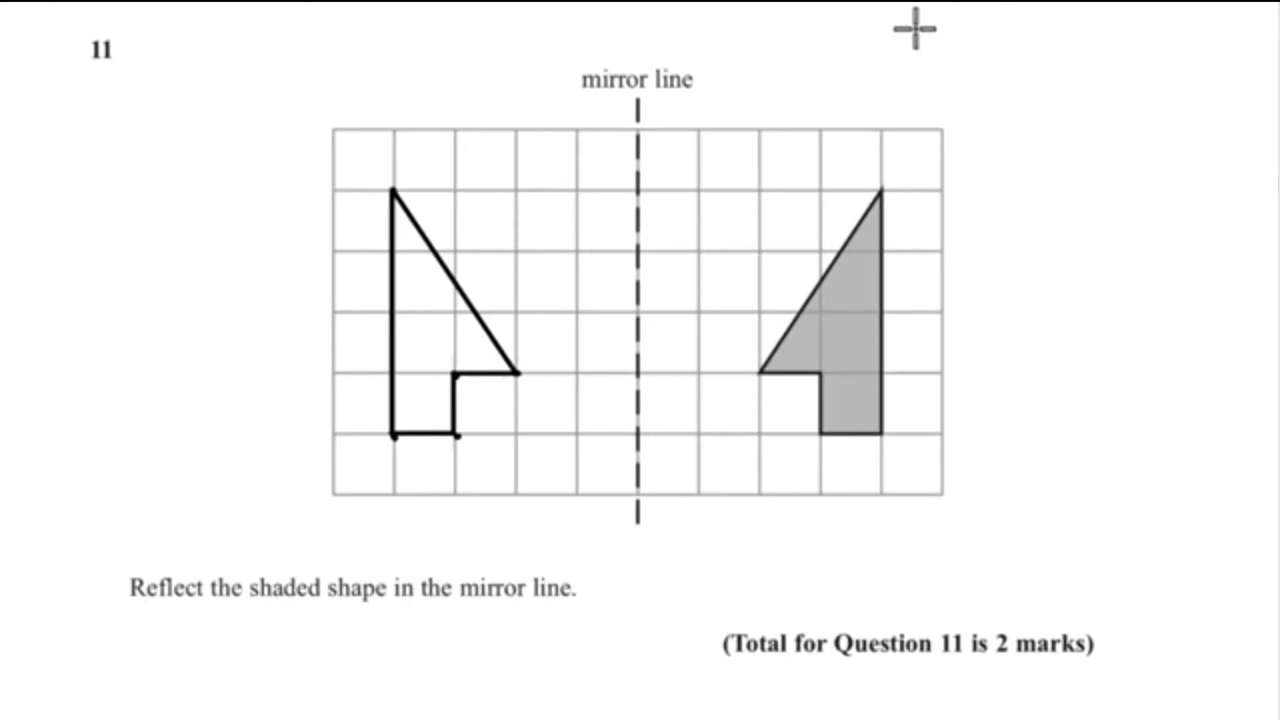 11
mirror line
Reflect the shaded shape in the mirror line.
(Total for Question 11 is 2 marks)